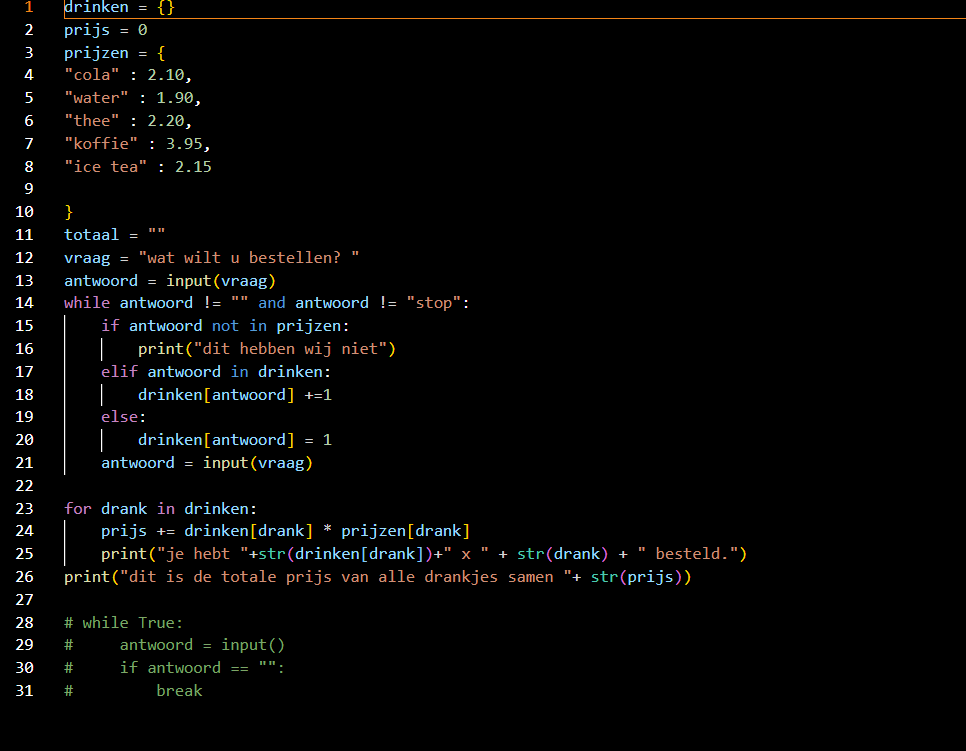 1 drinken = {}
2 prijs = 0
3 prijzen = {
4 "cola" : 2.10,
5 "water" : 1.90,
6 "thee" : 2.20,
7 "koffie" : 3.95,
8 "ice tea" : 2.15
9
10 }
11 totaal = ""
12 vraag = "wat wilt u bestellen? "
13 antwoord = input(vraag)
14 while antwoord != "" and antwoord != "stop":
15     if antwoord not in prijzen:
16         print("dit hebben wij niet")
17     elif antwoord in drinken:
18         drinken[antwoord] +=1
19     else:
20         drinken[antwoord] = 1
21     antwoord = input(vraag)
22
23 for drank in drinken:
24     prijs += drinken[drank] * prijzen[drank]
25     print("je hebt "+str(drinken[drank])+" x " + str(drank) + " besteld.")
26 print("dit is de totale prijs van alle drankjes samen "+ str(prijs))
27
28 # while True:
29 #     antwoord = input()
30 #     if antwoord == "":
31 #         break